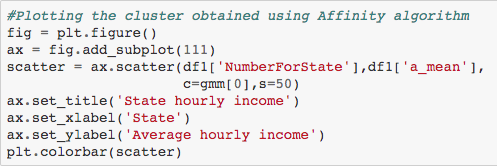 #Plotting the cluster obtained using Affinity algorithm
fig = plt.figure()
ax = fig.add_subplot(111)
scatter = ax.scatter(df1['NumberForState'],df1['a_mean'],
                     c=gmm[0],s=50)
ax.set_title('State hourly income')
ax.set_xlabel('State')
ax.set_ylabel('Average hourly income')
plt.colorbar(scatter)